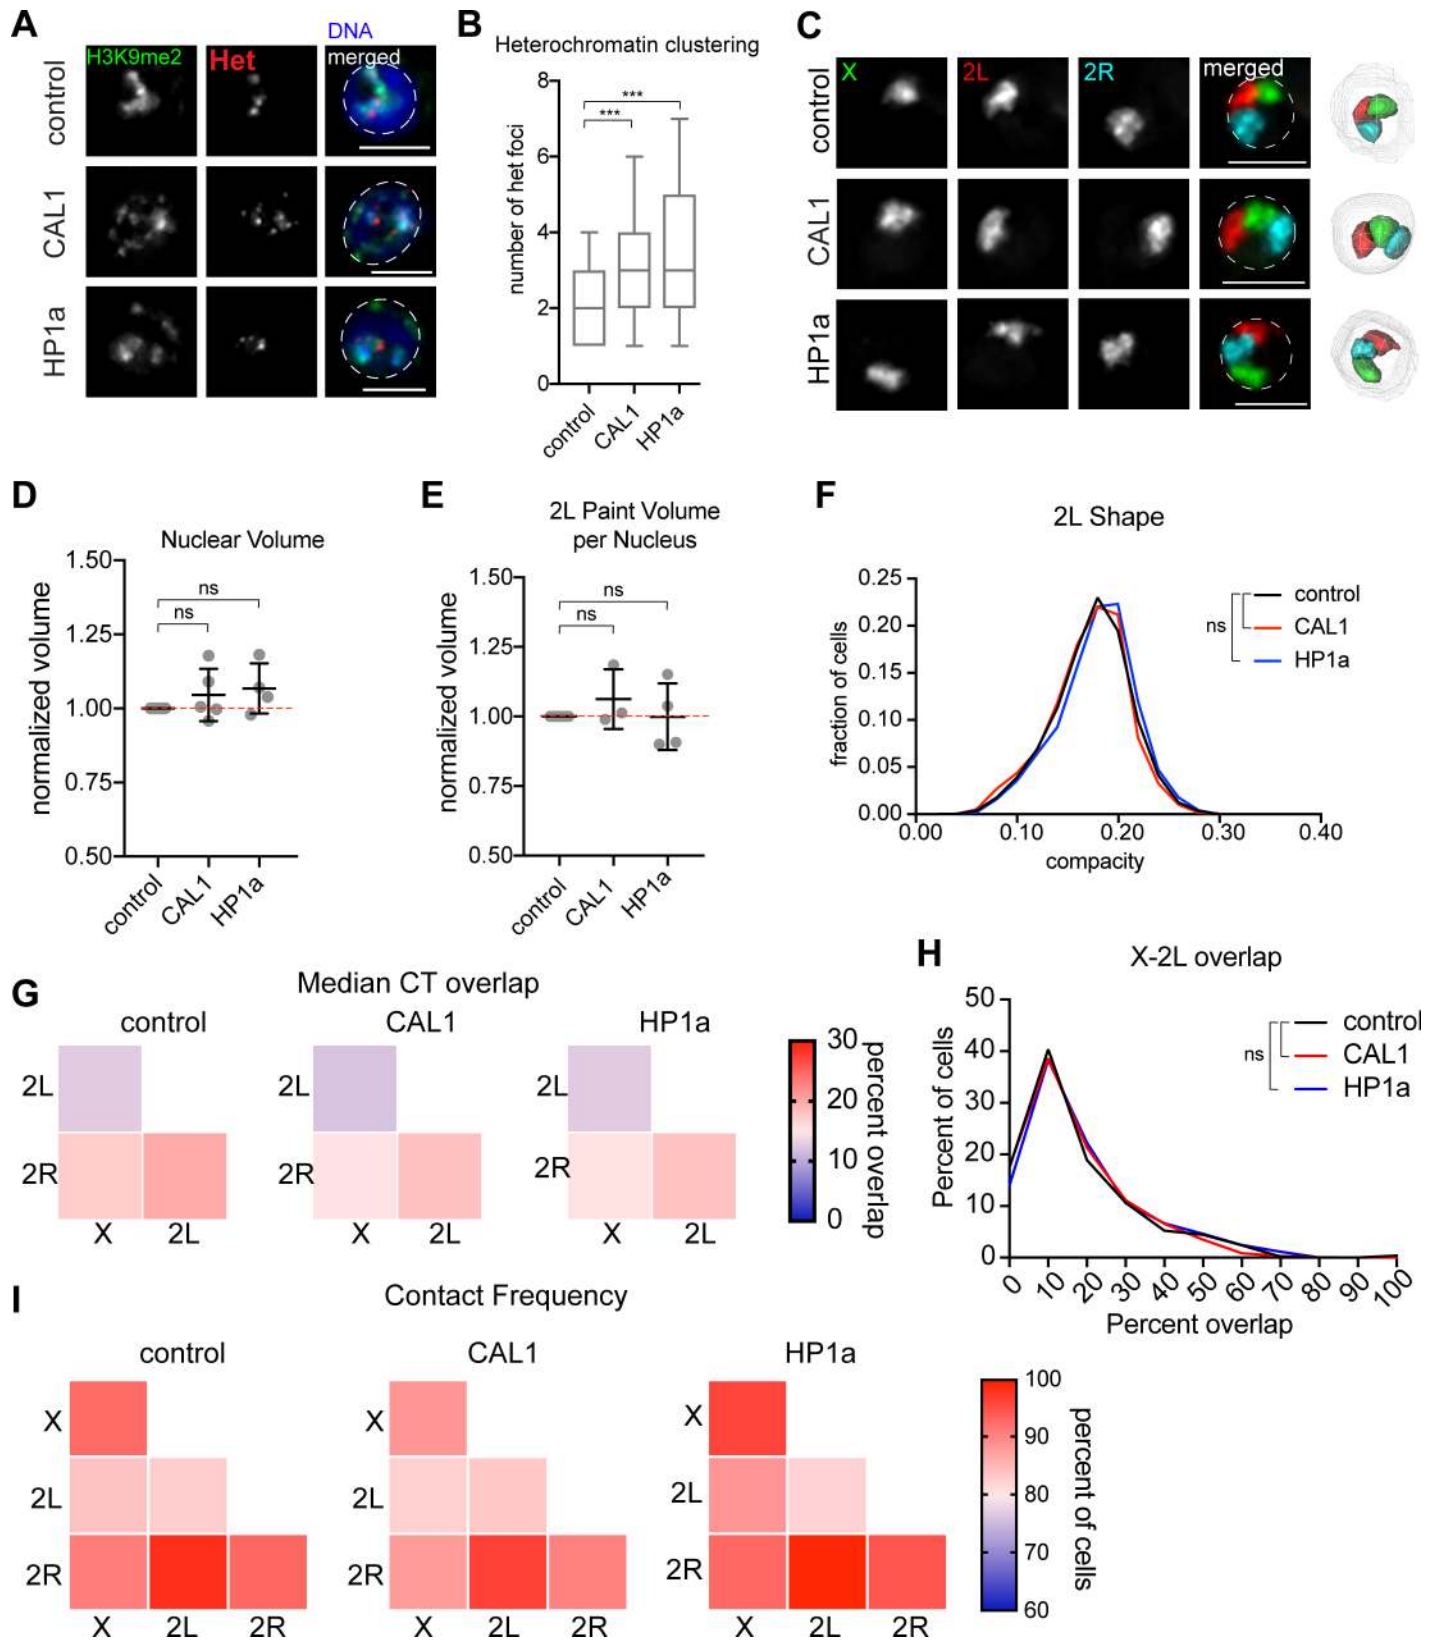 A
H3K9me2
Het
DNA
merged
control
CAL1
HP1a
B
Heterochromatin clustering
number of het foci
8
6
4
2
0
***
***
control
CAL1
HP1a
C
X
2L
2R
merged
control
CAL1
HP1a
D
Nuclear Volume
normalized volume
1.50
1.25
1.00
0.75
0.50
ns
ns
control
CAL1
HP1a
E
2L Paint Volume
per Nucleus
normalized volume
1.50
1.25
1.00
0.75
0.50
ns
ns
control
CAL1
HP1a
F
2L Shape
fraction of cells
0.25
0.20
0.15
0.10
0.05
0.00
0.00 0.10 0.20 0.30 0.40
compacity
ns
control
CAL1
HP1a
G
Median CT overlap
control
2L
2R
X 2L
CAL1
2L
2R
X 2L
HP1a
2L
2R
X 2L
30
20
10
0
percent overlap
H
X-2L overlap
Percent of cells
50
40
30
20
10
0
0 10 20 30 40 50 60 70 80 90 100
Percent overlap
ns
control
CAL1
HP1a
I
Contact Frequency
control
X
2L
2R
X 2L 2R
CAL1
X
2L
2R
X 2L 2R
HP1a
X
2L
2R
X 2L 2R
100
90
80
70
60
percent of cells